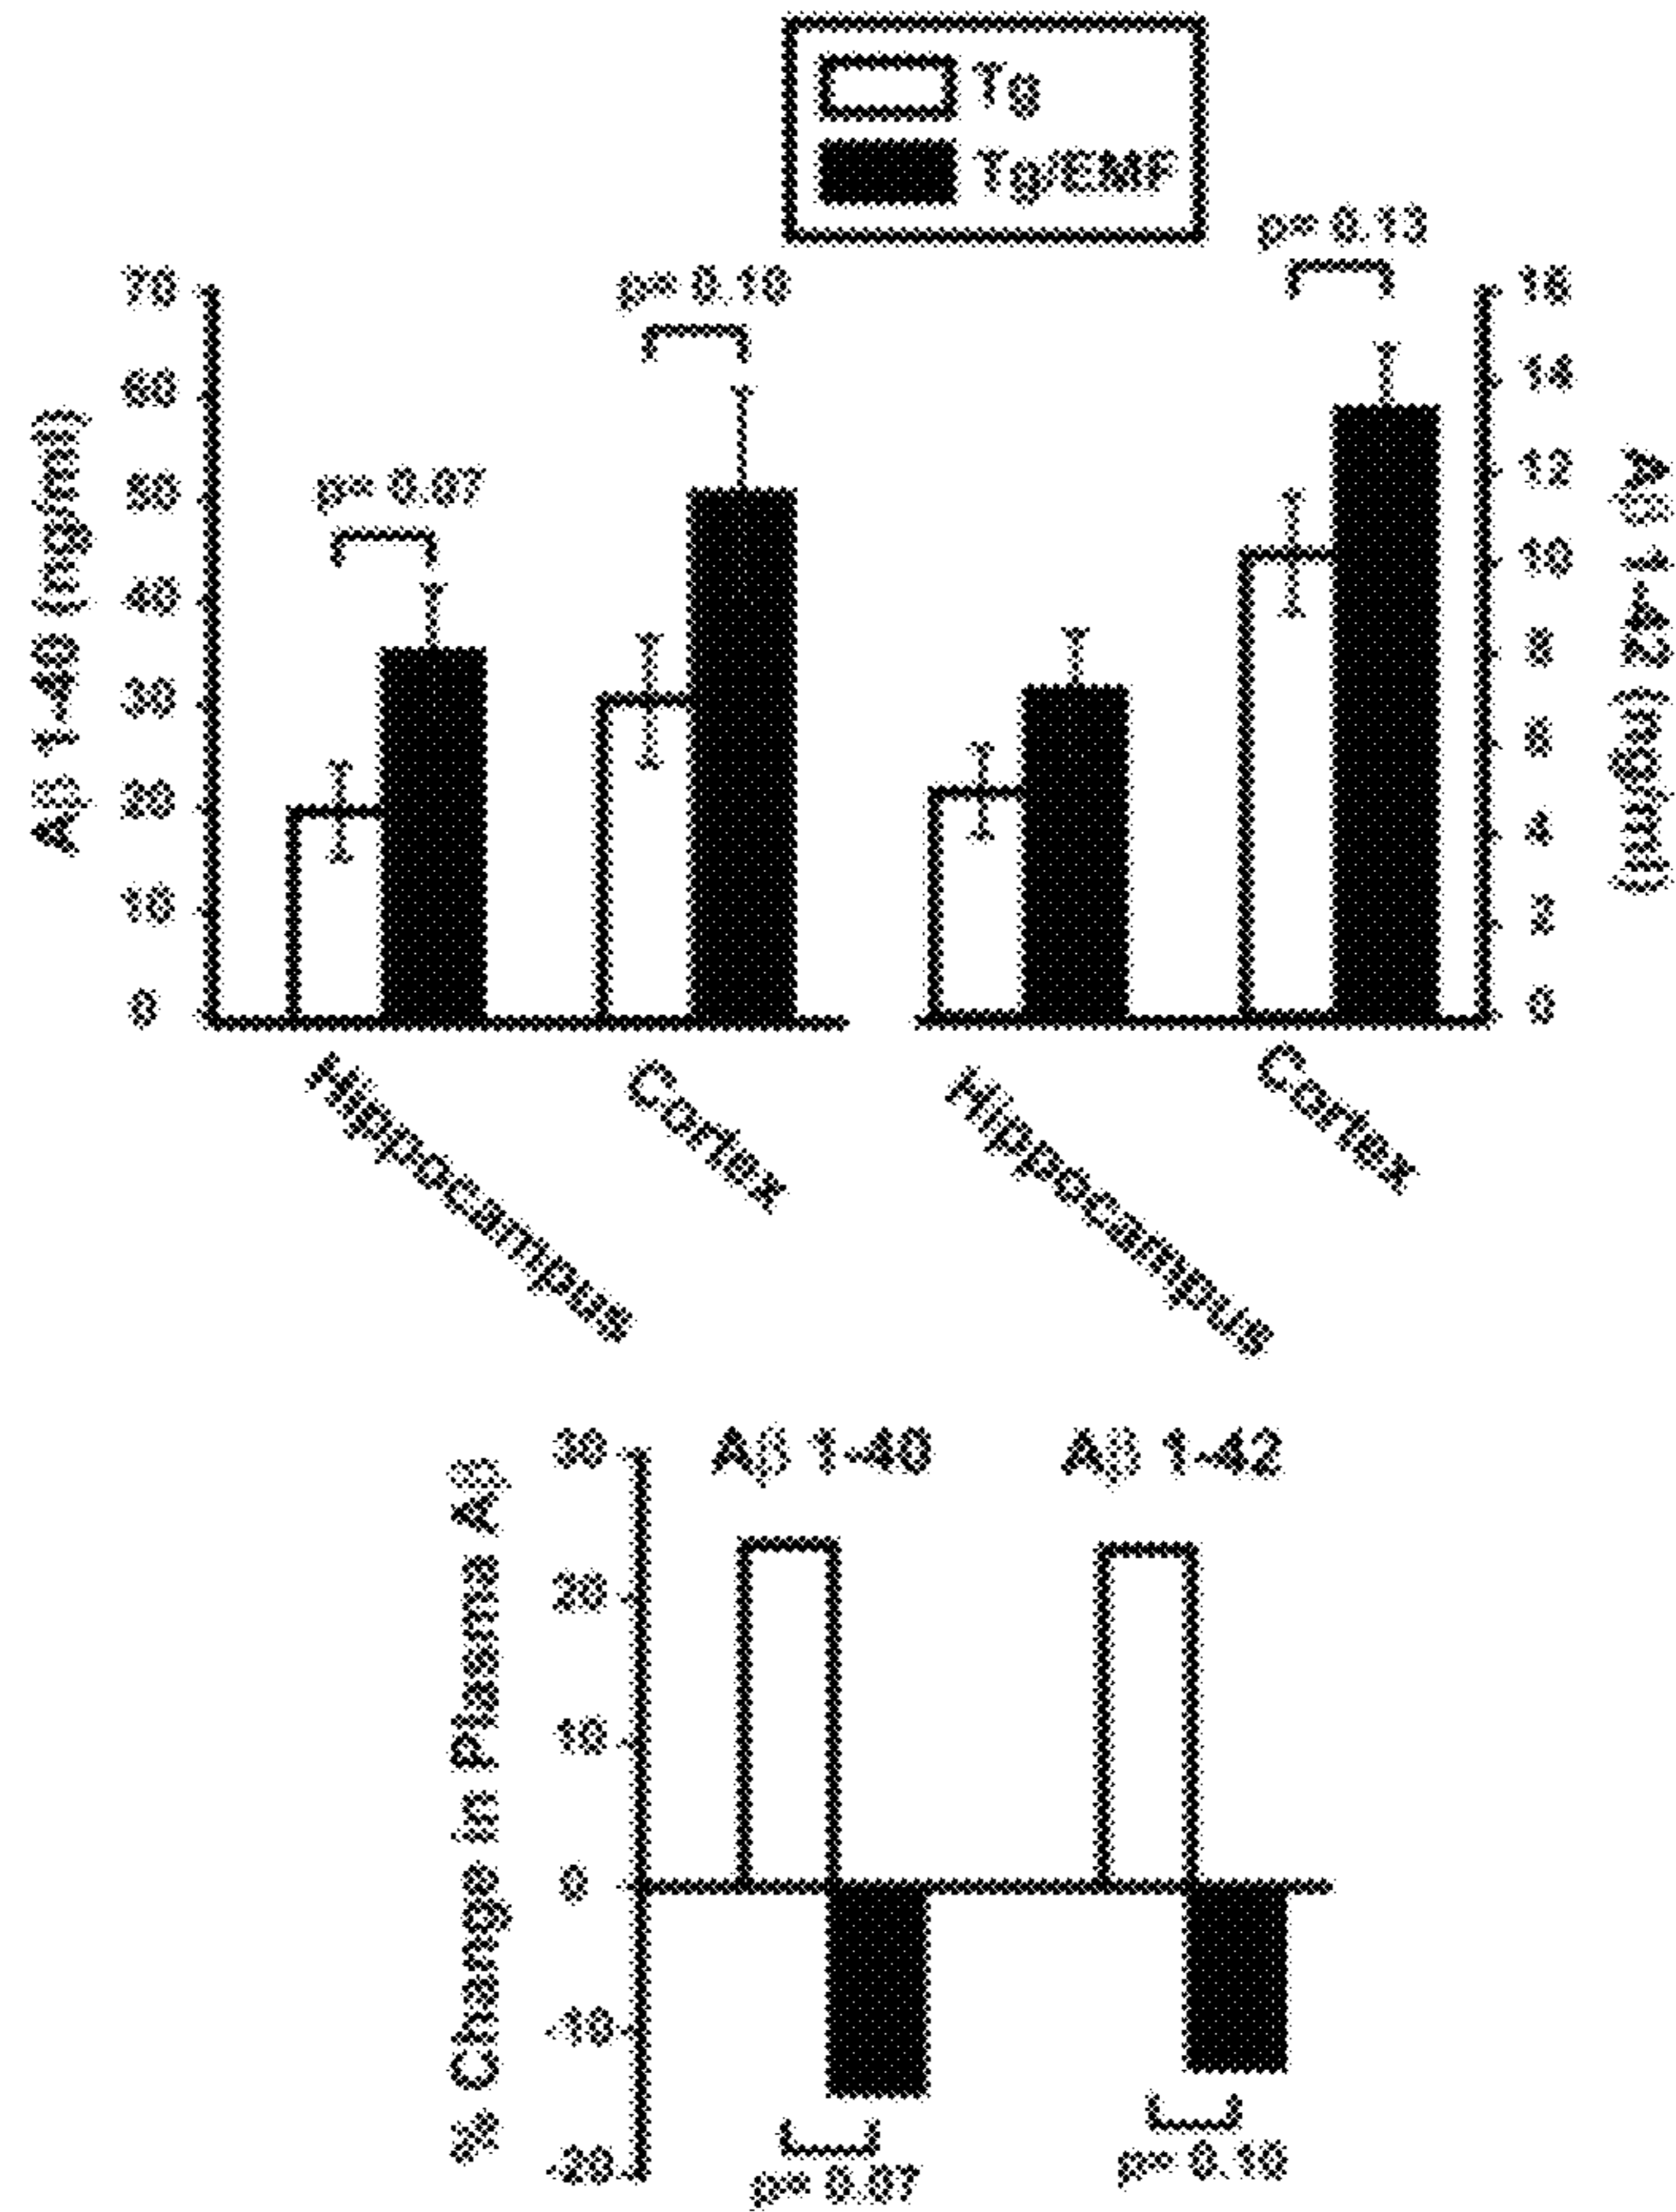 Tg
Tg/EMF
Aβ 1-40 (ng/ml)
70
60
50
40
30
20
10
0
p= 0.07
p= 0.10
p= 0.13
16
14
12
10
8
6
4
2
0
Aβ 1-42 (ng/ml)
Hippocampus
Cortex
Hippocampus
Cortex
% Change in Plasma Aβ
30
20
10
0
-10
-20
Aβ 1-40
Aβ 1-42
p= 0.07
p= 0.10